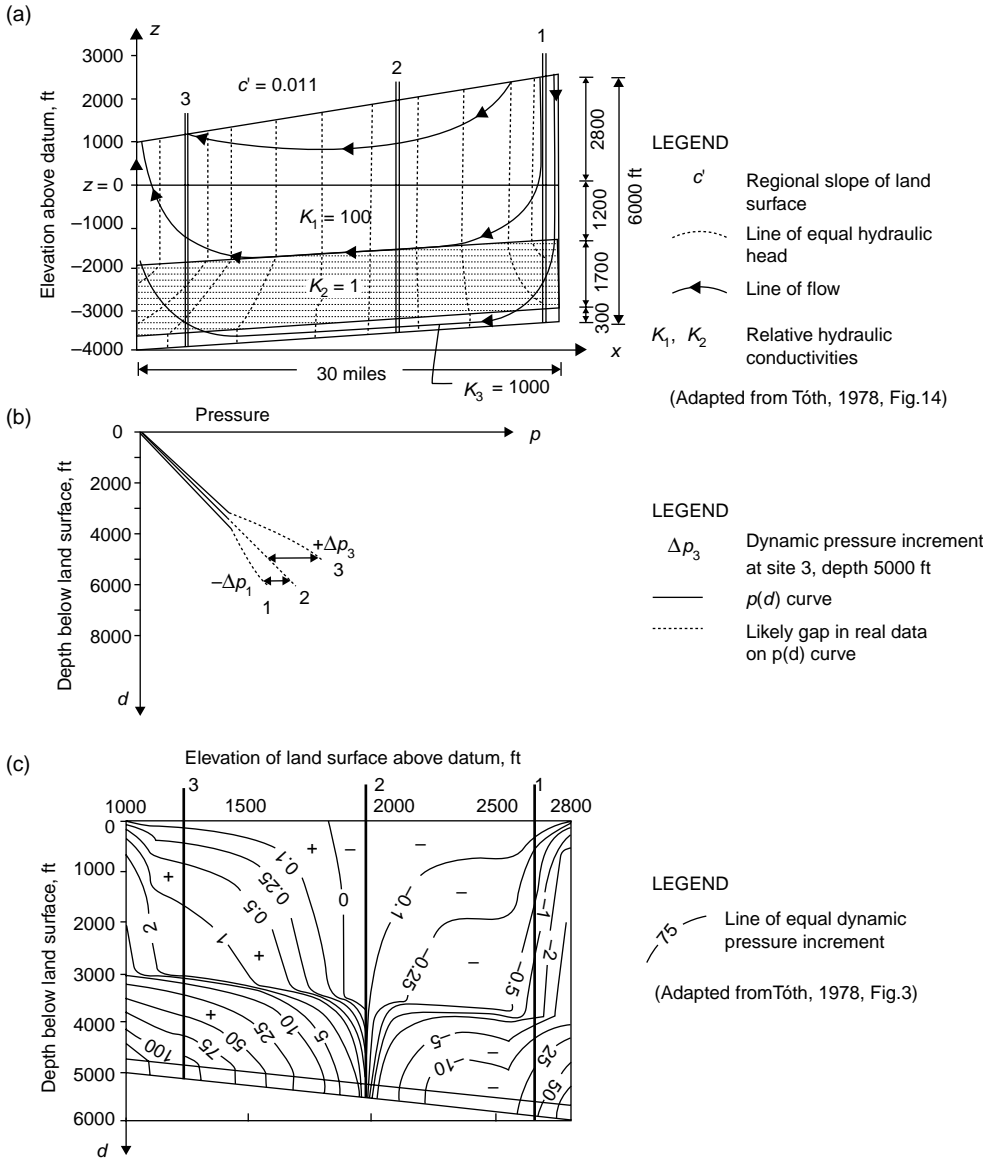 (a)
z
3000
2000
1000
z = 0
−1000
−2000
−3000
−4000
Elevation above datum, ft
c' = 0.011
3
2
1
K1 = 100
K2 = 1
K3 = 1000
x
30 miles
2800
1200
1700
300
6000 ft
LEGEND
c' Regional slope of land
surface
Line of equal hydraulic
head
Line of flow
K1, K2 Relative hydraulic
conductivities
(Adapted from Tóth, 1978, Fig.14)
(b)
Pressure
p
0
2000
4000
6000
8000
d
Depth below land surface, ft
+Δp3
3
−Δp1
1
2
LEGEND
Δp3 Dynamic pressure increment
at site 3, depth 5000 ft
p(d) curve
Likely gap in real data
on p(d) curve
(c)
Elevation of land surface above datum, ft
3
2
1
1000
1500
2000
2500
2800
0
1000
2000
3000
4000
5000
6000
d
Depth below land surface, ft
+
−
−
0.1
0.25
0.5
1
2
0
−0.1
−0.25
−0.5
−1
−2
+
+
+
−
−
5
10
25
50
75
100
−5
−10
25
50
−
−
LEGEND
75 Line of equal dynamic
pressure increment
(Adapted fromTóth, 1978, Fig.3)